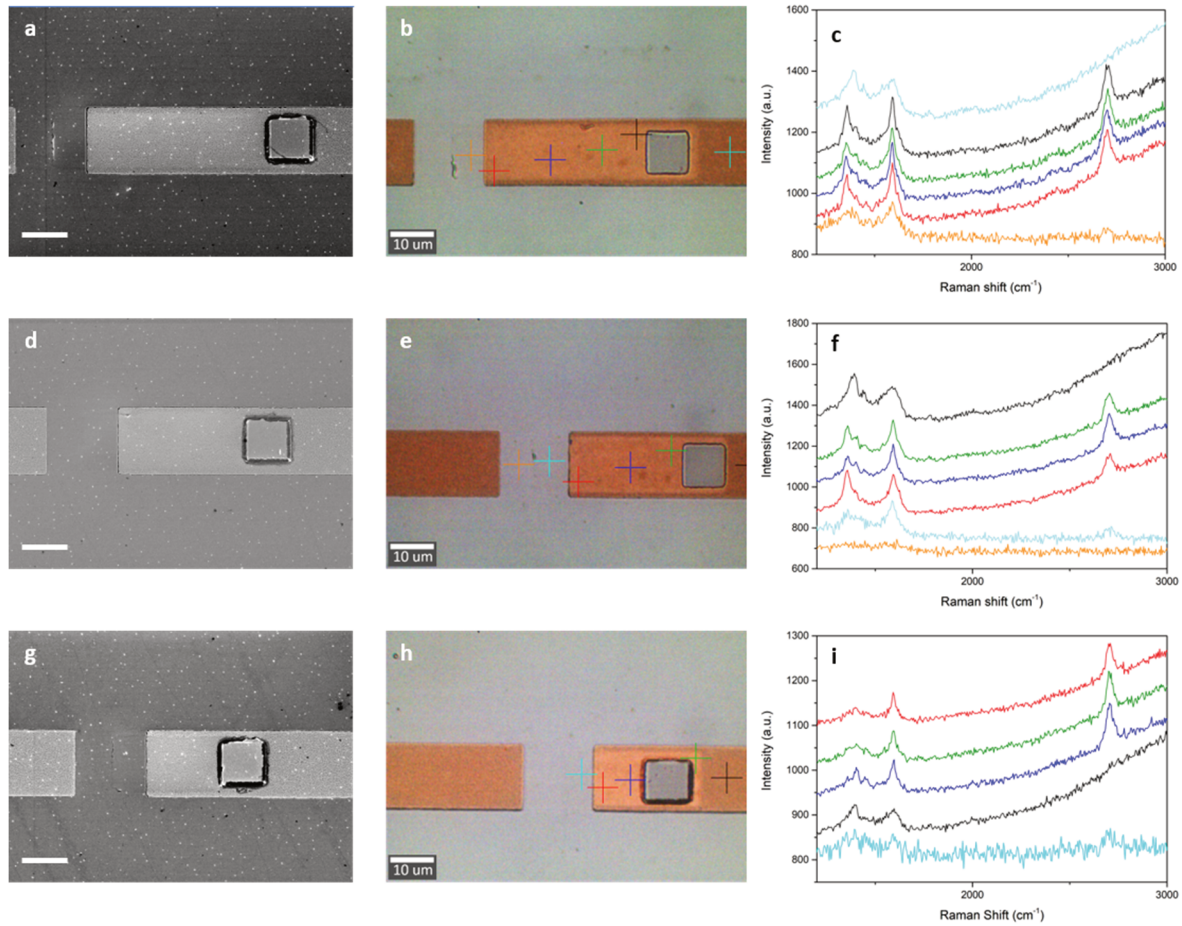 a
b
10 um
c
1600
1400
1200
1000
800
Intensity (a.u.)
2000
3000
Raman shift (cm⁻¹)
d
e
10 um
f
1800
1600
1400
1200
1000
800
600
Intensity (a.u.)
2000
3000
Raman shift (cm⁻¹)
g
h
10 um
i
1300
1200
1100
1000
900
800
Intensity (a.u.)
2000
3000
Raman Shift (cm⁻¹)